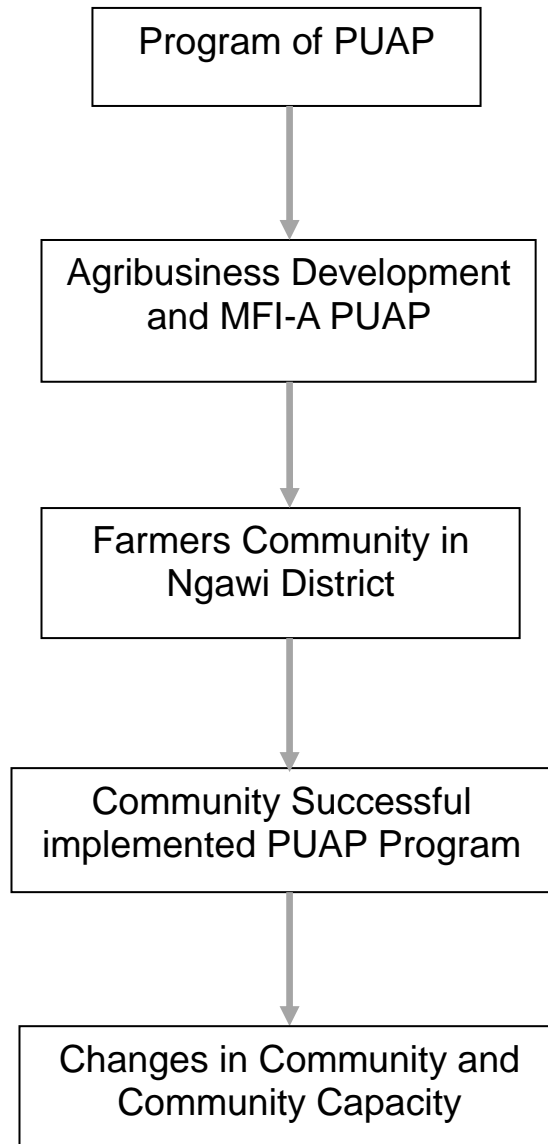 Program of PUAP
Agribusiness Development
and MFI-A PUAP
Farmers Community in
Ngawi District
Community Successful
implemented PUAP Program
Changes in Community and
Community Capacity